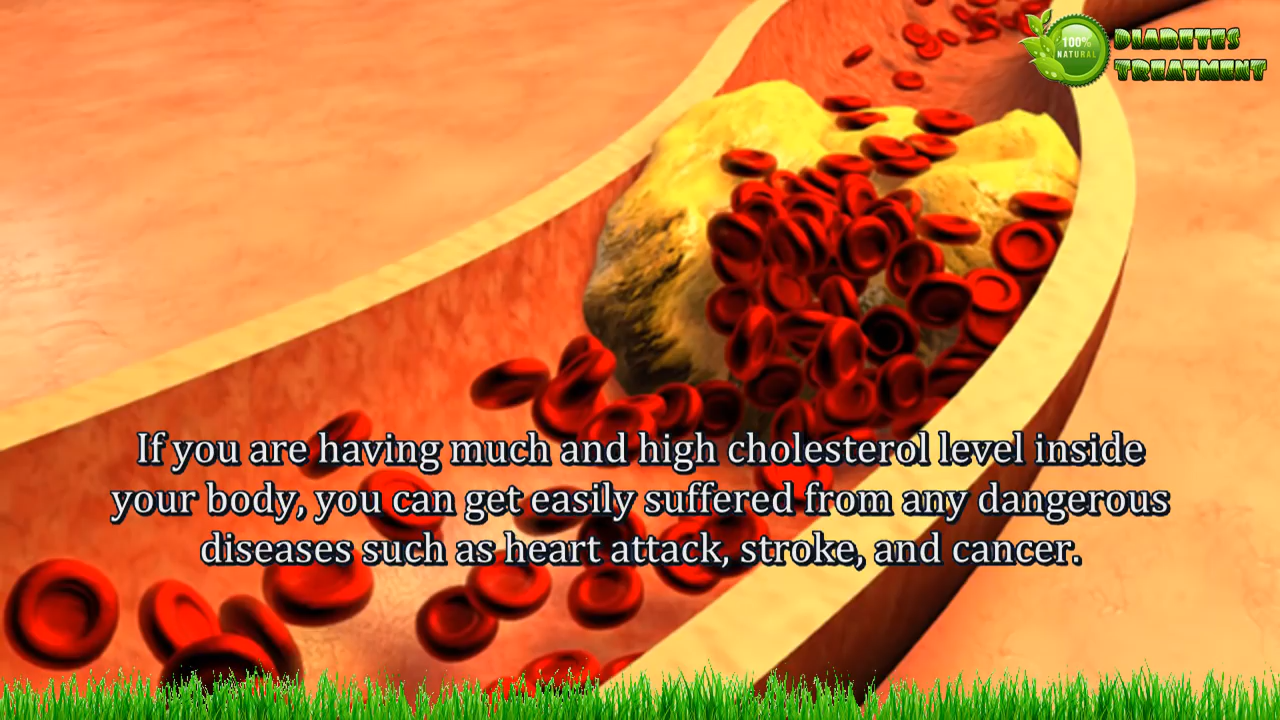 100%
NATURAL
DIABETES
TREATMENT
If you are having much and high cholesterol level inside
your body, you can get easily suffered from any dangerous
diseases such as heart attack, stroke, and cancer.